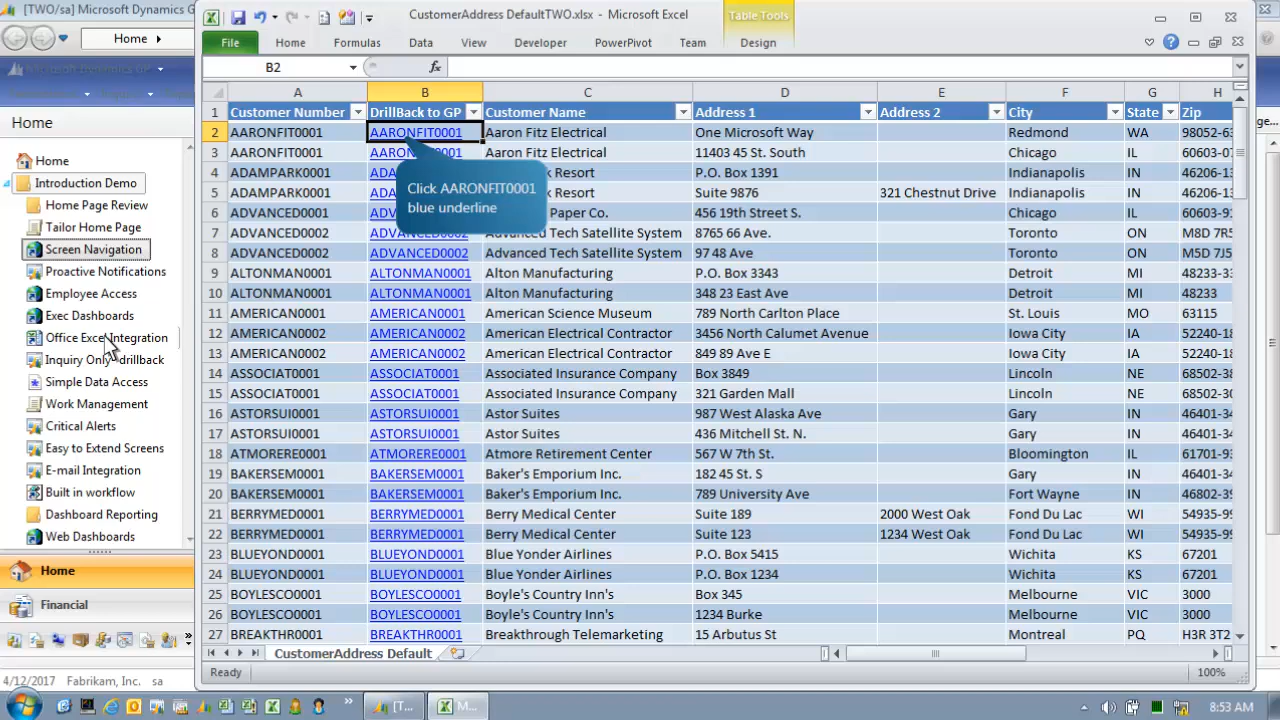 [TWO/sa] Microsoft Dynamics G
CustomerAddress DefaultTWO.xlsx - Microsoft Excel
Table Tools
Home
File Home Formulas Data View Developer PowerPivot Team Design
Microsoft Dynamics GP
B2
fx
Home
Home
Introduction Demo
Home Page Review
Tailor Home Page
Screen Navigation
Proactive Notifications
Employee Access
Exec Dashboards
Office Excel Integration
Inquiry Only drillback
Simple Data Access
Work Management
Critical Alerts
Easy to Extend Screens
E-mail Integration
Built in workflow
Dashboard Reporting
Web Dashboards
Home
Financial
4/12/2017 Fabrikam, Inc. sa
A B C D E F G H
1 Customer Number DrillBack to GP Customer Name Address 1 Address 2 City State Zip
2 AARONFIT0001 AARONFIT0001 Aaron Fitz Electrical One Microsoft Way Redmond WA 98052-6
3 AARONFIT0001 AARONFIT0001 Aaron Fitz Electrical 11403 45 St. South Chicago IL 60603-0
4 ADAMPARK0001 ADA k Resort P.O. Box 1391 Indianapolis IN 46206-13
5 ADAMPARK0001 ADA k Resort Suite 9876 321 Chestnut Drive Indianapolis IN 46206-13
6 ADVANCED0001 ADV Paper Co. 456 19th Street S. Chicago IL 60603-9
7 ADVANCED0002 ADVANCED0002 Advanced Tech Satellite System 8765 66 Ave. Toronto ON M8D 7R
8 ADVANCED0002 ADVANCED0002 Advanced Tech Satellite System 97 48 Ave Toronto ON M5D 7J5
9 ALTONMAN0001 ALTONMAN0001 Alton Manufacturing P.O. Box 3343 Detroit MI 48233-33
10 ALTONMAN0001 ALTONMAN0001 Alton Manufacturing 348 23 East Ave Detroit MI 48233
11 AMERICAN0001 AMERICAN0001 American Science Museum 789 North Carlton Place St. Louis MO 63115
12 AMERICAN0002 AMERICAN0002 American Electrical Contractor 3456 North Calumet Avenue Iowa City IA 52240-18
13 AMERICAN0002 AMERICAN0002 American Electrical Contractor 849 89 Ave E Iowa City IA 52240-18
14 ASSOCIAT0001 ASSOCIAT0001 Associated Insurance Company Box 3849 Lincoln NE 68502-3
15 ASSOCIAT0001 ASSOCIAT0001 Associated Insurance Company 321 Garden Mall Lincoln NE 68502-3
16 ASTORSUI0001 ASTORSUI0001 Astor Suites 987 West Alaska Ave Gary IN 46401-34
17 ASTORSUI0001 ASTORSUI0001 Astor Suites 436 Mitchell St. N. Gary IN 46401-34
18 ATMORERE0001 ATMORERE0001 Atmore Retirement Center 567 W 7th St. Bloomington IL 61701-93
19 BAKERSEM0001 BAKERSEM0001 Baker's Emporium Inc. 182 45 St. S Gary IN 46401-34
20 BAKERSEM0001 BAKERSEM0001 Baker's Emporium Inc. 789 University Ave Fort Wayne IN 46802-39
21 BERRYMED0001 BERRYMED0001 Berry Medical Center Suite 189 2000 West Oak Fond Du Lac WI 54935-99
22 BERRYMED0001 BERRYMED0001 Berry Medical Center Suite 123 1234 West Oak Fond Du Lac WI 54935-99
23 BLUEYOND0001 BLUEYOND0001 Blue Yonder Airlines P.O. Box 5415 Wichita KS 67201
24 BLUEYOND0001 BLUEYOND0001 Blue Yonder Airlines P.O. Box 1234 Wichita KS 67201
25 BOYLESCO0001 BOYLESCO0001 Boyle's Country Inn's Box 345 Melbourne VIC 3000
26 BOYLESCO0001 BOYLESCO0001 Boyle's Country Inn's 1234 Burke Melbourne VIC 3000
27 BREAKTHR0001 BREAKTHR0001 Breakthrough Telemarketing 15 Arbutus St Montreal PQ H3R 3T2
Click AARONFIT0001
blue underline
CustomerAddress Default
Ready
100%
ge...
[T...
M...
8:53 AM